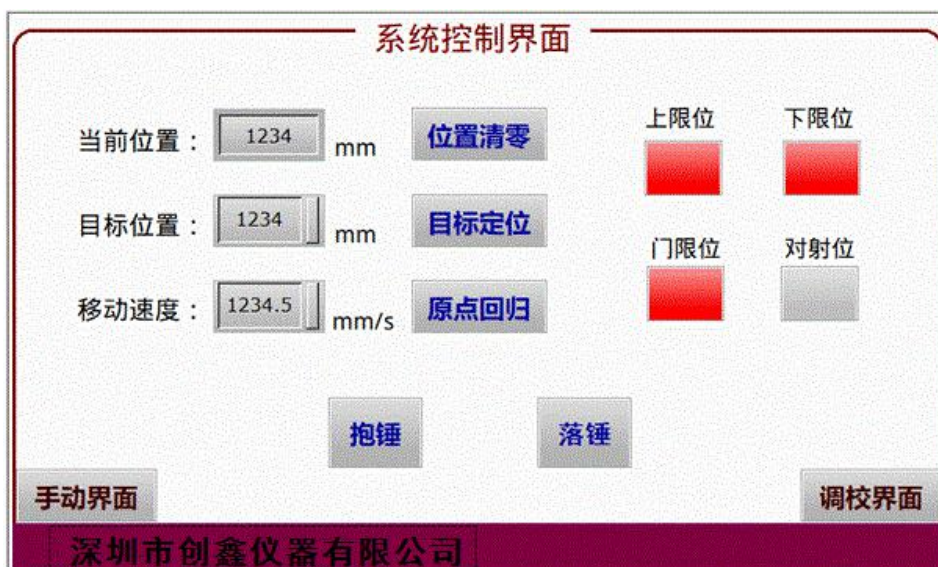 系统控制界面
当前位置： 1234 mm 位置清零
上限位 下限位
目标位置： 1234 mm 目标定位
门限位 对射位
移动速度： 1234.5 mm/s 原点回归
抱锤 落锤
手动界面 调校界面
深圳市创鑫仪器有限公司